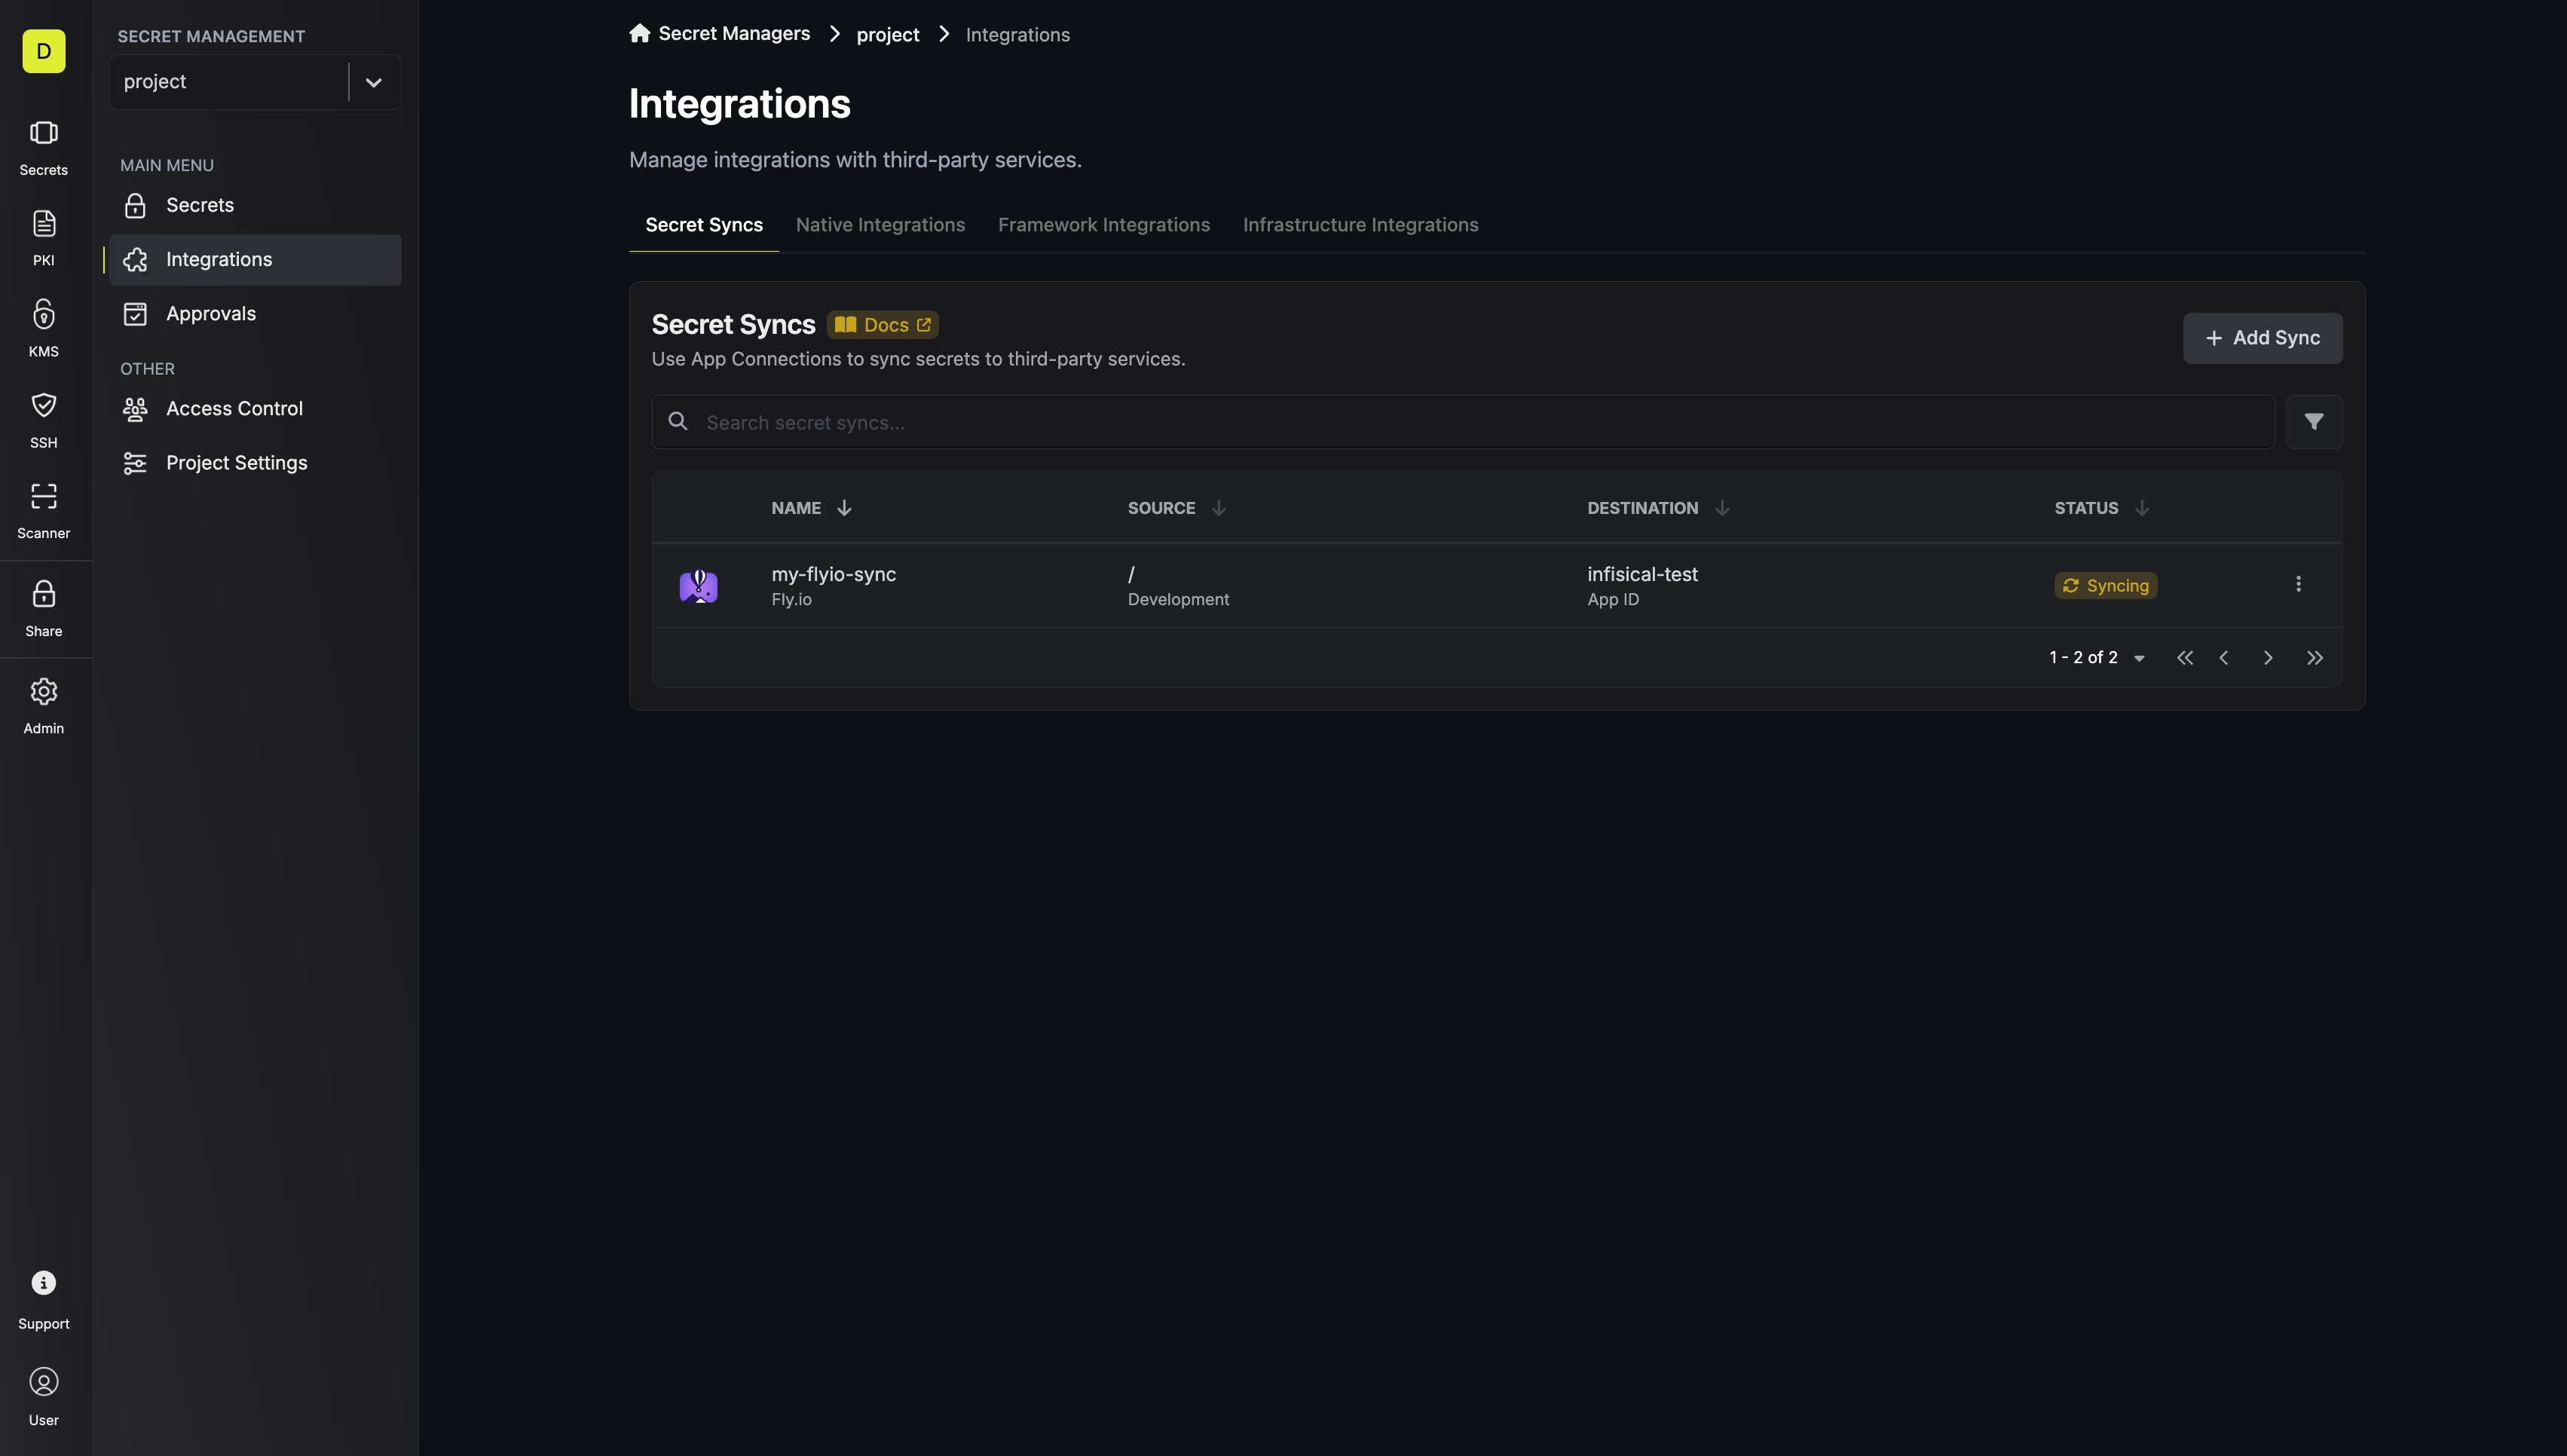 D
Secrets
PKI
KMS
SSH
Scanner
Share
Admin
Support
User
SECRET MANAGEMENT
project
MAIN MENU
Secrets
Integrations
Approvals
OTHER
Access Control
Project Settings
Secret Managers > project > Integrations
Integrations
Manage integrations with third-party services.
Secret Syncs Native Integrations Framework Integrations Infrastructure Integrations
Secret Syncs Docs
Use App Connections to sync secrets to third-party services.
+ Add Sync
Search secret syncs...
NAME SOURCE DESTINATION STATUS
my-flyio-sync / infisical-test Syncing
Fly.io Development App ID
1 - 2 of 2